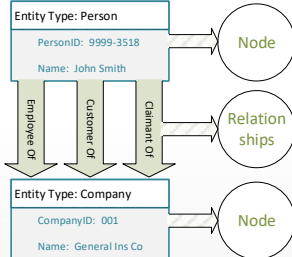 Entity Type: Person
PersonID: 9999-3518
Name: John Smith
Node
Employee Of
Customer Of
Claimant Of
Relation
ships
Entity Type: Company
CompanyID: 001
Name: General Ins Co
Node